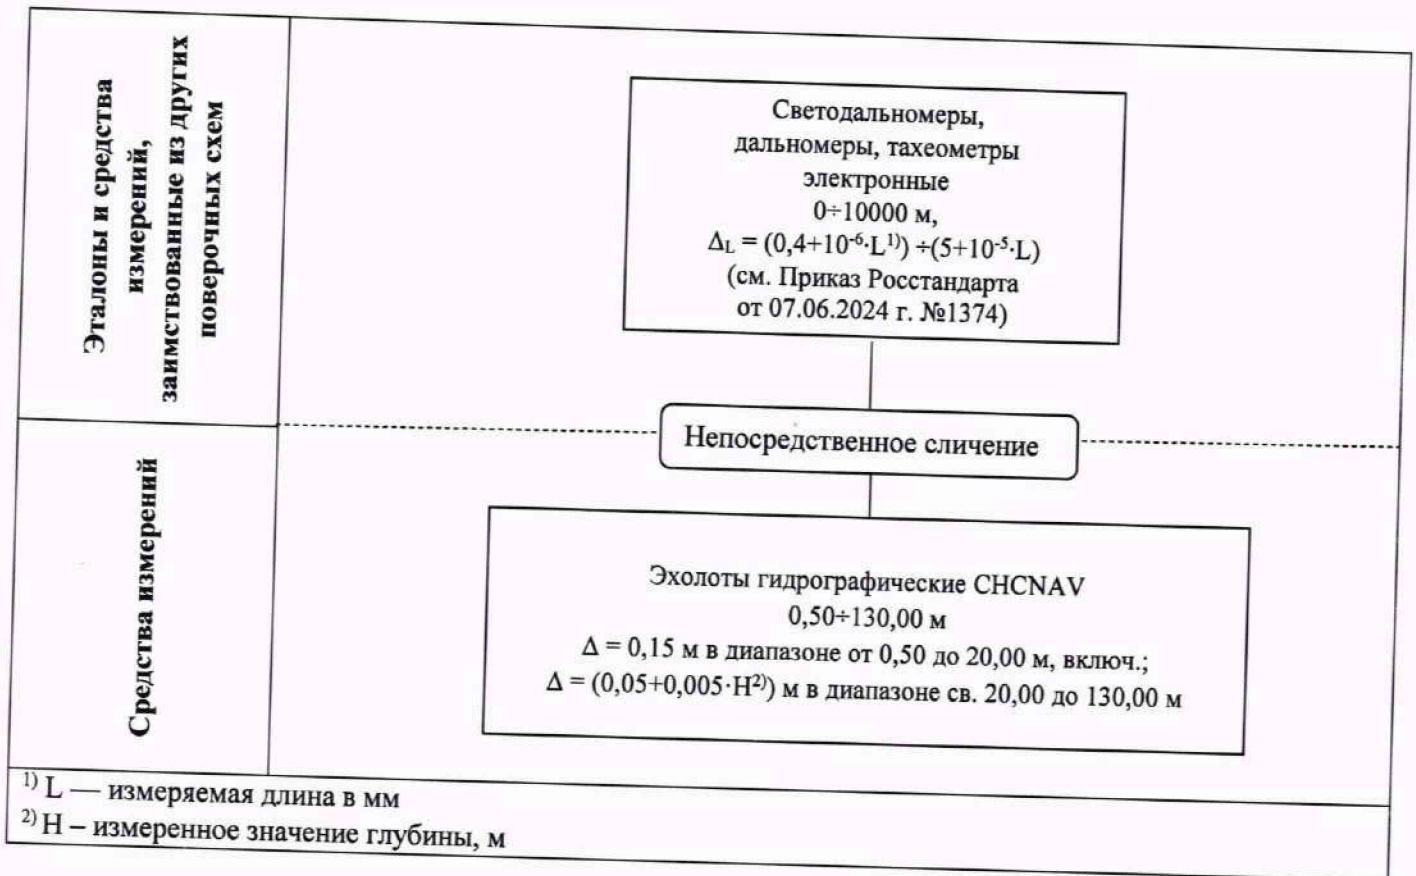 Эталоны и средства
измерений,
заимствованные из других
поверочных схем
Светодальномеры,
дальномеры, тахеометры
электронные
0÷10000 м,
Δ_L = (0,4+10⁻⁶·L¹⁾) ÷(5+10⁻⁵·L)
(см. Приказ Росстандарта
от 07.06.2024 г. №1374)
Непосредственное сличение
Средства измерений
Эхолоты гидрографические CHCNAV
0,50÷130,00 м
Δ = 0,15 м в диапазоне от 0,50 до 20,00 м, включ.;
Δ = (0,05+0,005·H²⁾) м в диапазоне св. 20,00 до 130,00 м
¹⁾ L — измеряемая длина в мм
²⁾ H – измеренное значение глубины, м